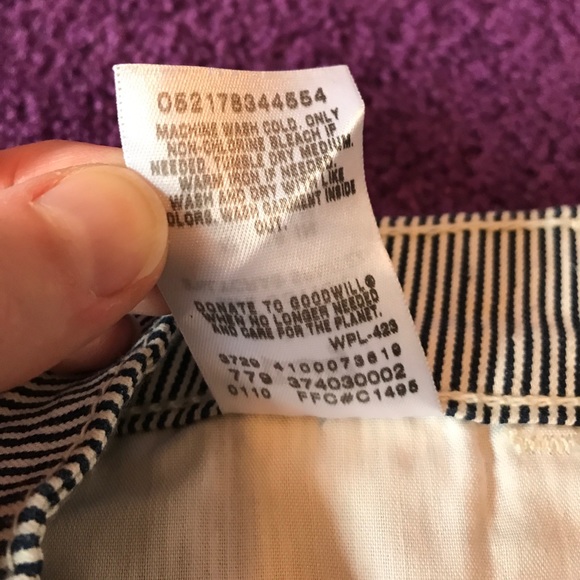 052178344554
MACHINE WASH COLD. ONLY
NON-CHLORINE BLEACH IF
NEEDED. TUMBLE DRY MEDIUM.
WARM IRON IF NEEDED.
WASH AND DRY WITH LIKE
COLORS. WASH GARMENT INSIDE
OUT.
DONATE TO GOODWILL®
WHEN NO LONGER NEEDED
AND CARE FOR THE PLANET.
WPL-423
S720 4100073619
779 374030002
0110 FFC#C1495